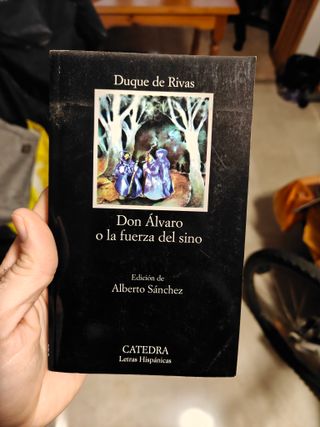 Duque de Rivas
Don Álvaro
o la fuerza del sino
Edición de
Alberto Sánchez
CATEDRA
Letras Hispánicas